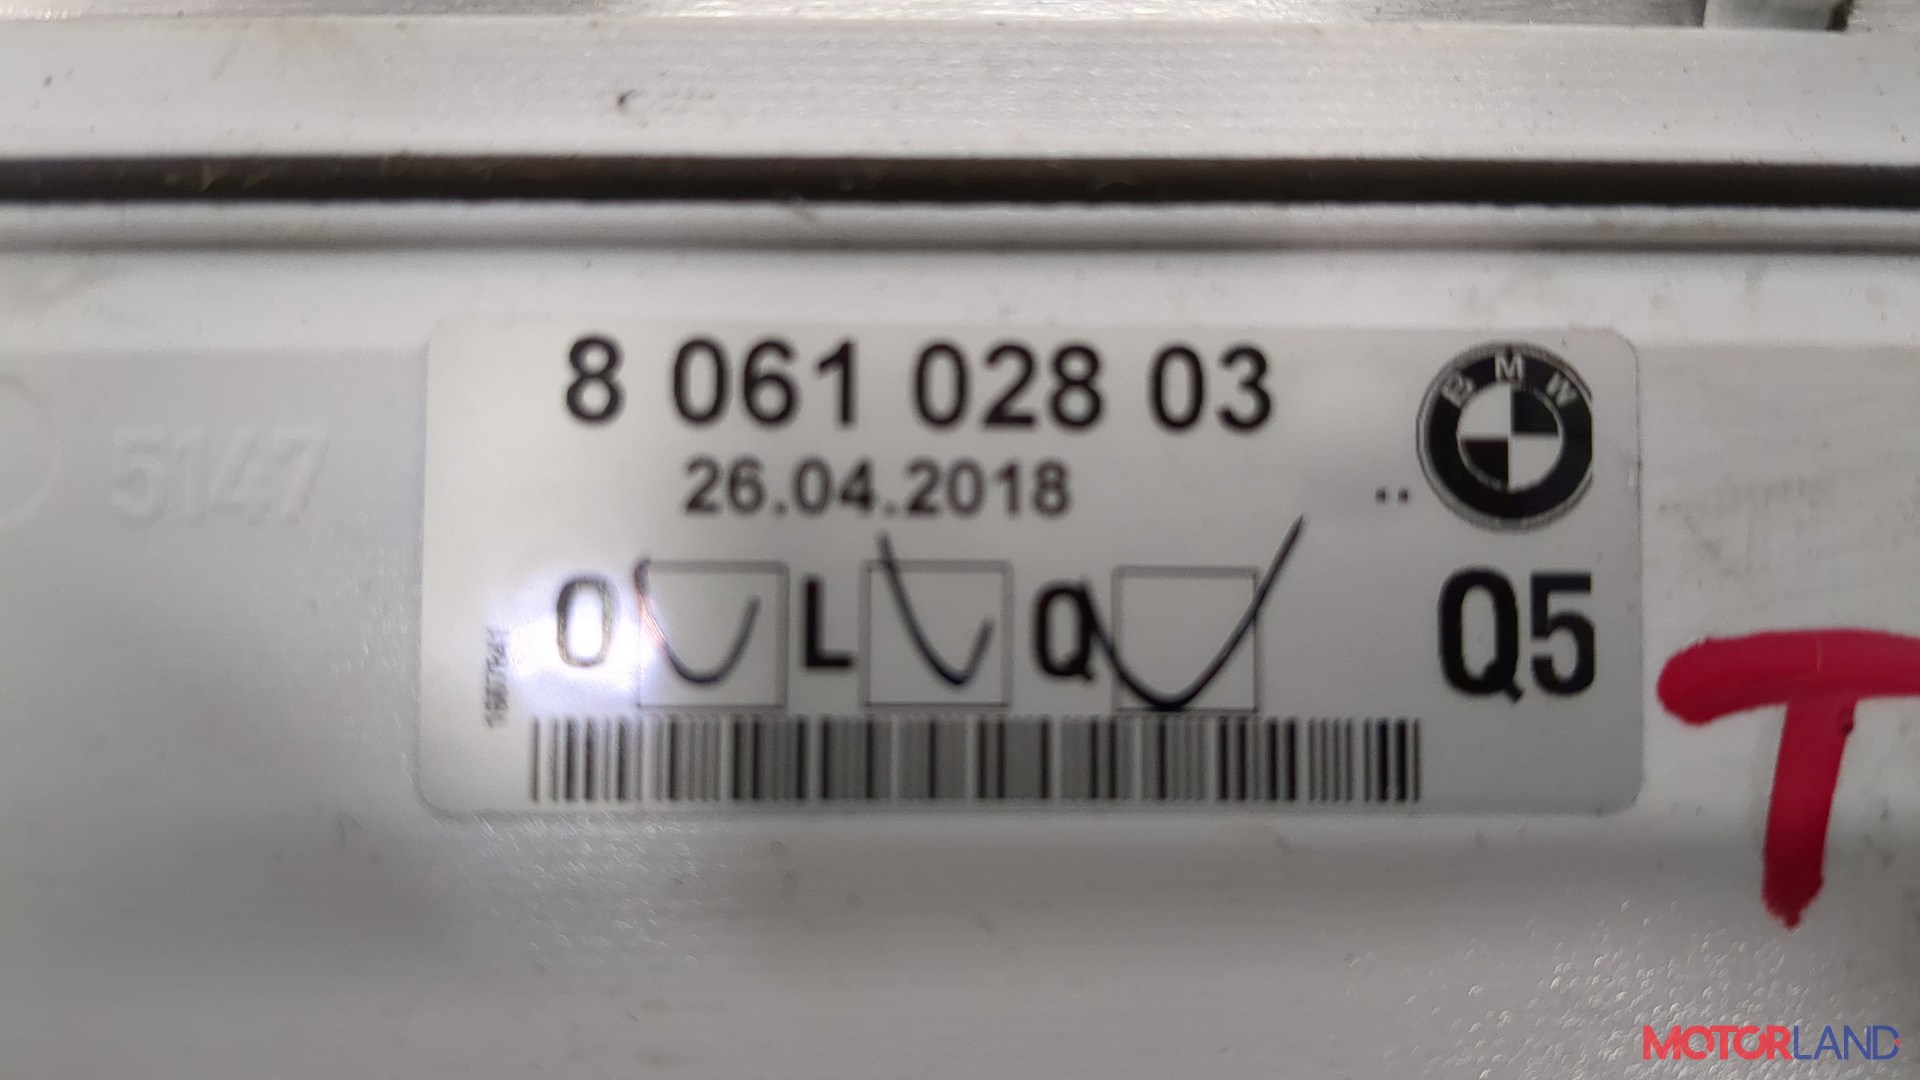 8 061 028 03
BMW
26.04.2018
..
5147
O L Q Q5
T
MOTORLAND